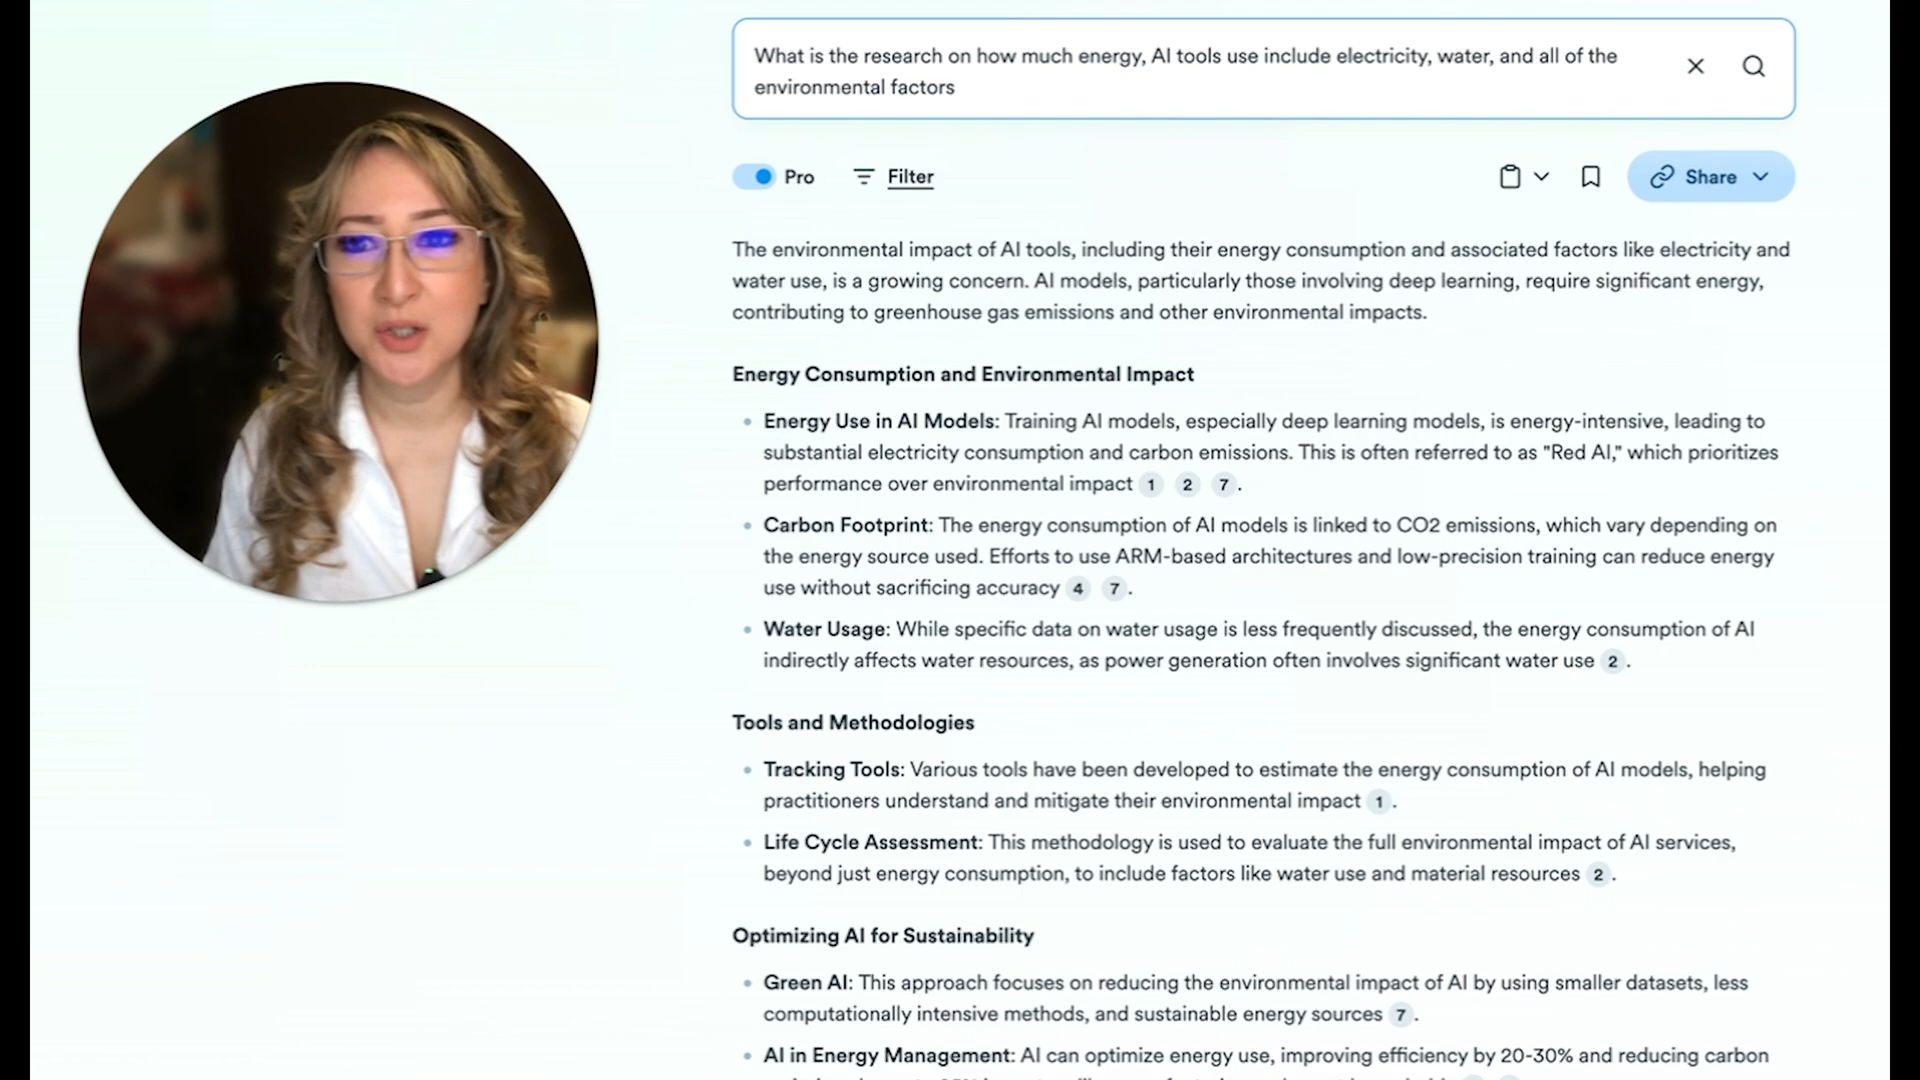 What is the research on how much energy, AI tools use include electricity, water, and all of the
environmental factors
Pro Filter Share
The environmental impact of AI tools, including their energy consumption and associated factors like electricity and
water use, is a growing concern. AI models, particularly those involving deep learning, require significant energy,
contributing to greenhouse gas emissions and other environmental impacts.
Energy Consumption and Environmental Impact
• Energy Use in AI Models: Training AI models, especially deep learning models, is energy-intensive, leading to
substantial electricity consumption and carbon emissions. This is often referred to as "Red AI," which prioritizes
performance over environmental impact 1 2 7 .
• Carbon Footprint: The energy consumption of AI models is linked to CO2 emissions, which vary depending on
the energy source used. Efforts to use ARM-based architectures and low-precision training can reduce energy
use without sacrificing accuracy 4 7 .
• Water Usage: While specific data on water usage is less frequently discussed, the energy consumption of AI
indirectly affects water resources, as power generation often involves significant water use 2 .
Tools and Methodologies
• Tracking Tools: Various tools have been developed to estimate the energy consumption of AI models, helping
practitioners understand and mitigate their environmental impact 1 .
• Life Cycle Assessment: This methodology is used to evaluate the full environmental impact of AI services,
beyond just energy consumption, to include factors like water use and material resources 2 .
Optimizing AI for Sustainability
• Green AI: This approach focuses on reducing the environmental impact of AI by using smaller datasets, less
computationally intensive methods, and sustainable energy sources 7 .
• AI in Energy Management: AI can optimize energy use, improving efficiency by 20-30% and reducing carbon